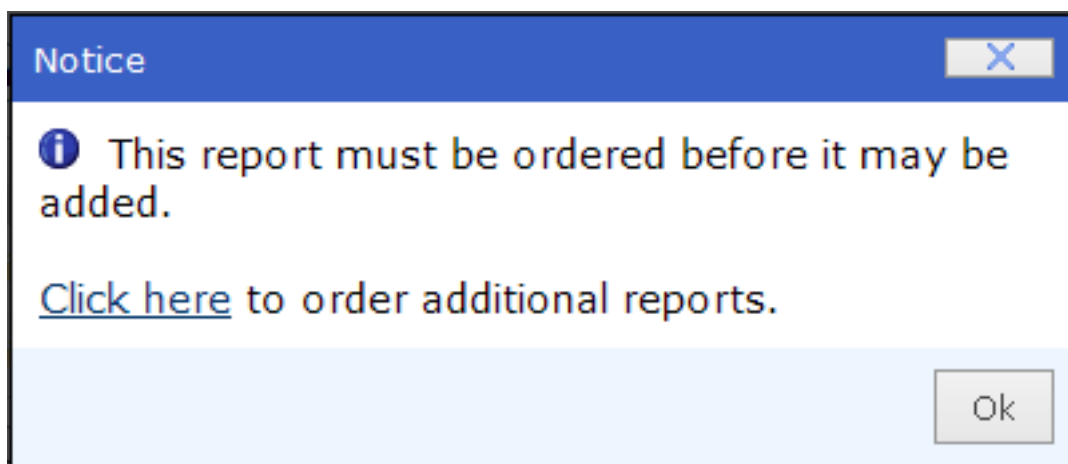 Notice
This report must be ordered before it may be
added.
Click here to order additional reports.
Ok